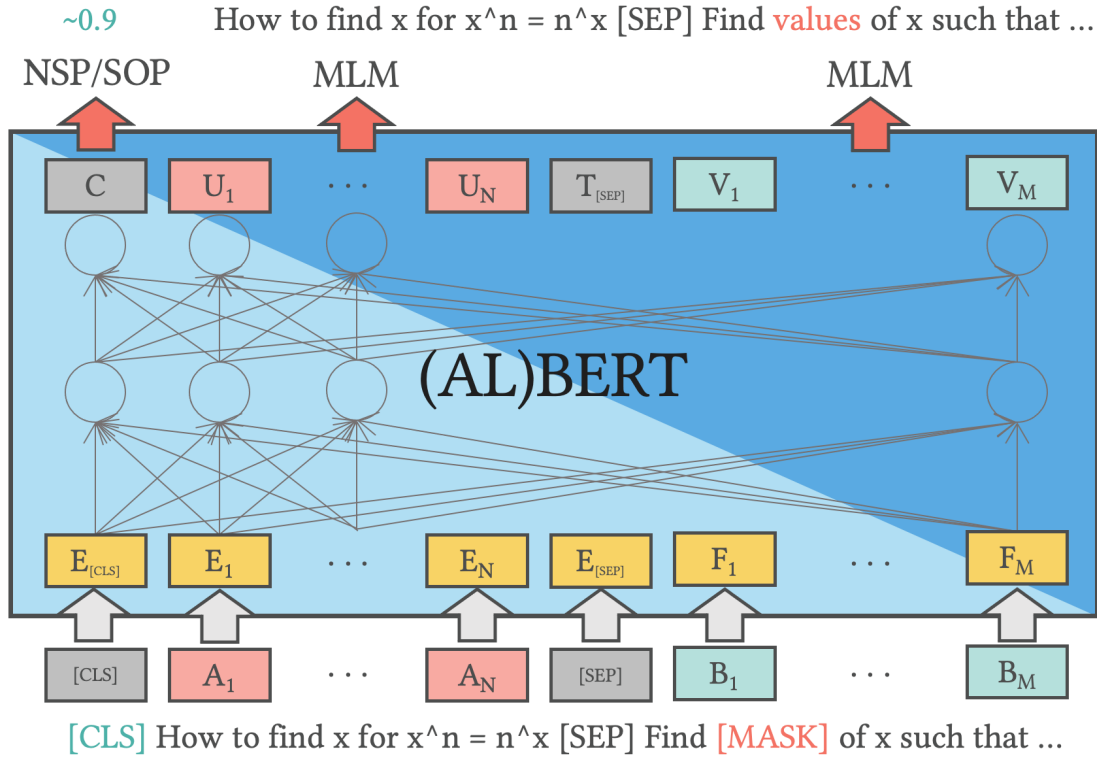 ~0.9 How to find x for x^n = n^x [SEP] Find values of x such that ...
NSP/SOP MLM MLM
C U1 ... UN T[SEP] V1 ... VM
(AL)BERT
E[CLS] E1 ... EN E[SEP] F1 ... FM
[CLS] A1 ... AN [SEP] B1 ... BM
[CLS] How to find x for x^n = n^x [SEP] Find [MASK] of x such that ...